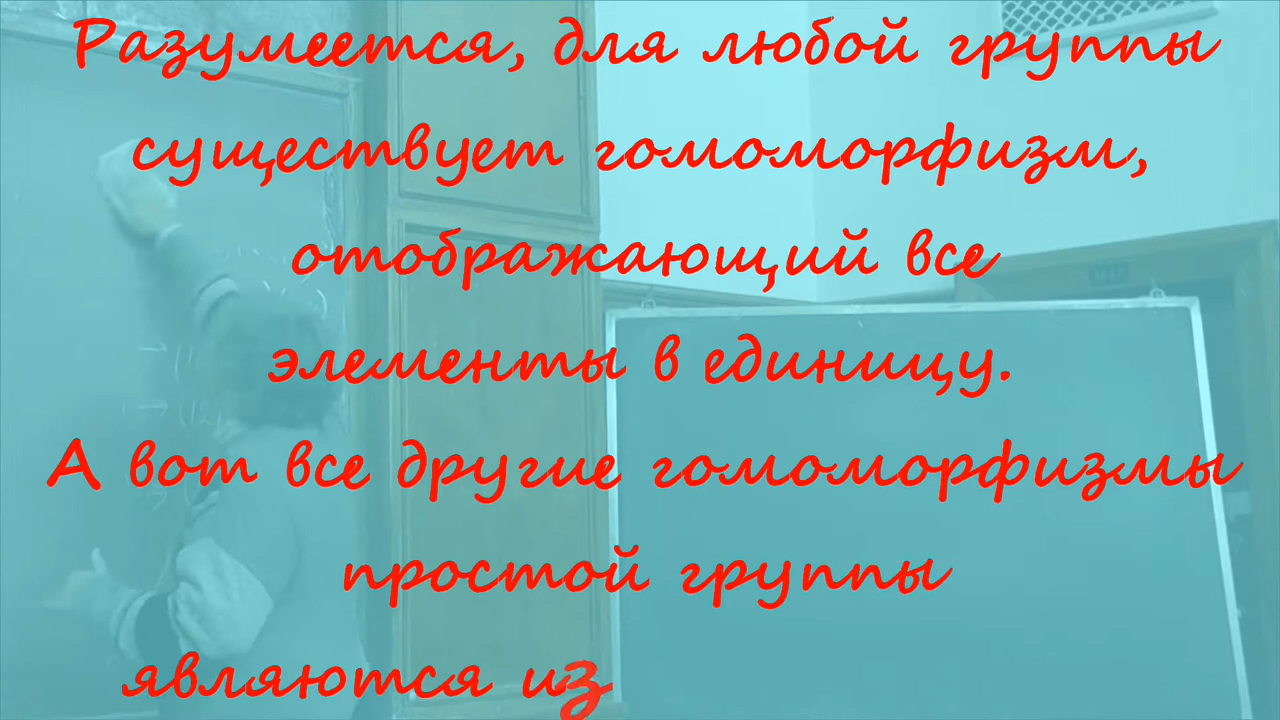 Разумеется, для любой группы
существует гомоморфизм,
отображающий все
элементы в единицу.
А вот все другие гомоморфизмы
простой группы
являются из